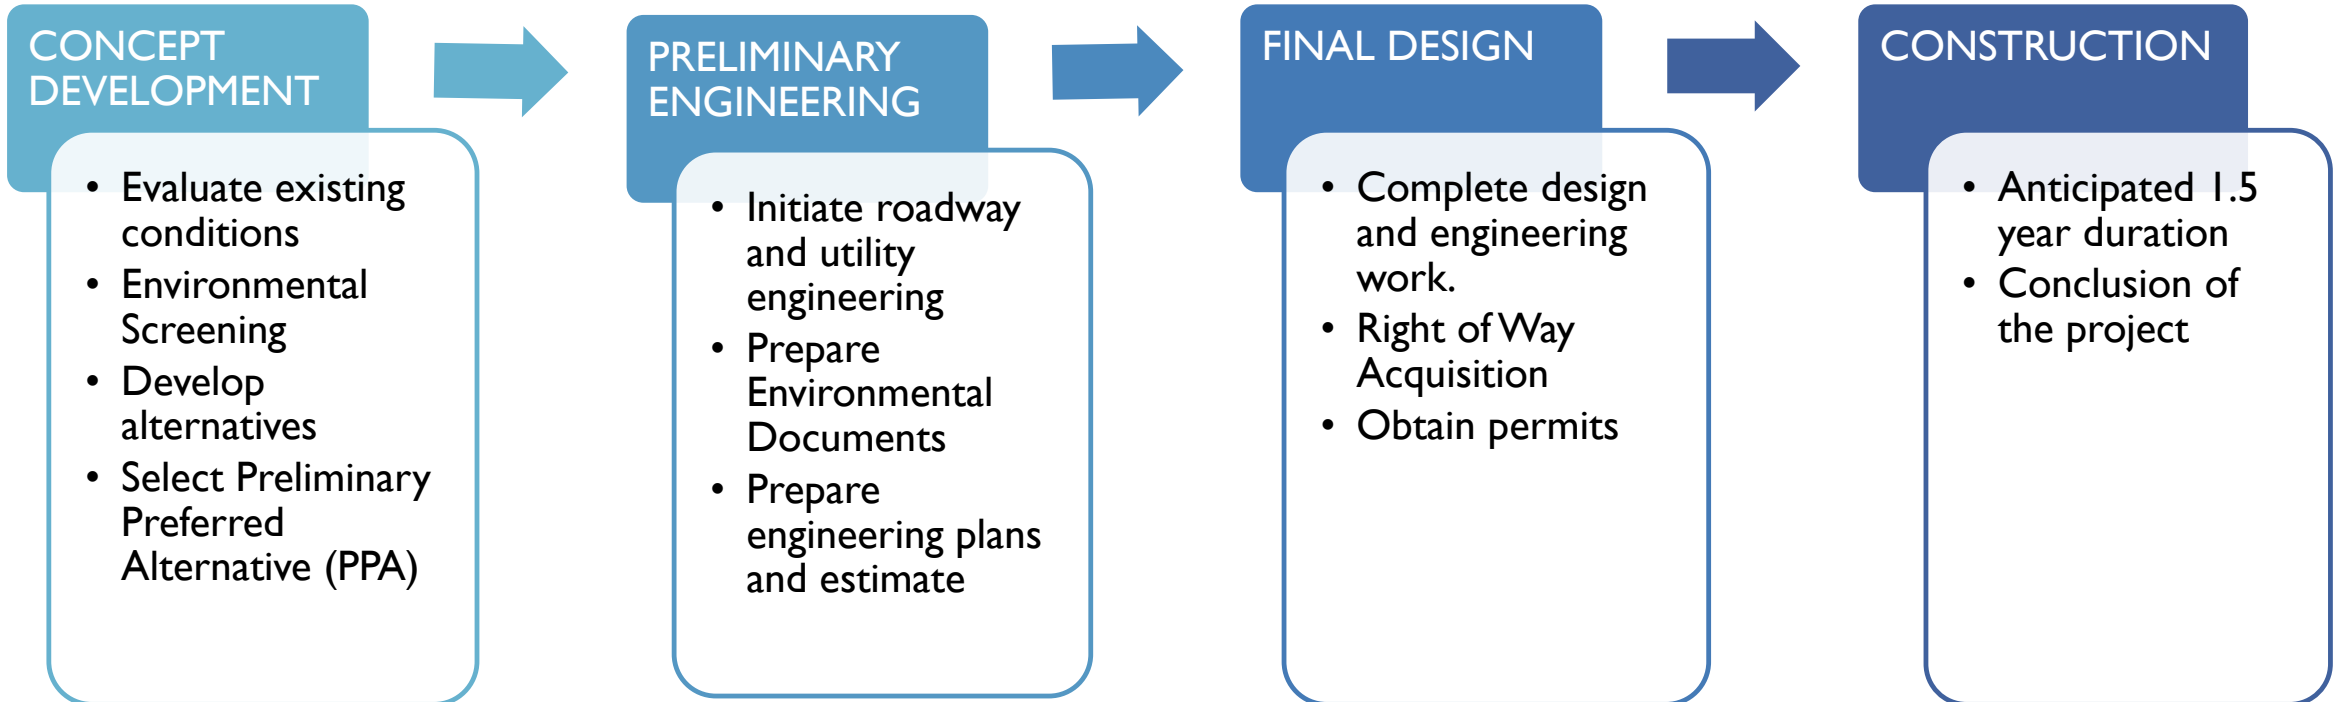 CONCEPT
DEVELOPMENT
• Evaluate existing
conditions
• Environmental
Screening
• Develop
alternatives
• Select Preliminary
Preferred
Alternative (PPA)
PRELIMINARY
ENGINEERING
• Initiate roadway
and utility
engineering
• Prepare
Environmental
Documents
• Prepare
engineering plans
and estimate
FINAL DESIGN
• Complete design
and engineering
work.
• Right of Way
Acquisition
• Obtain permits
CONSTRUCTION
• Anticipated 1.5
year duration
• Conclusion of
the project